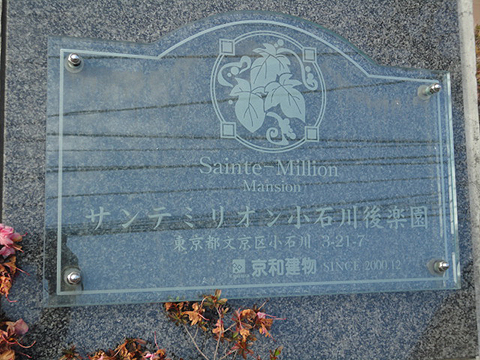 Sainte-Million
Mansion
サンテミリオン小石川後楽園
東京都文京区小石川 3-21-7
京和建物 SINCE 2000.12